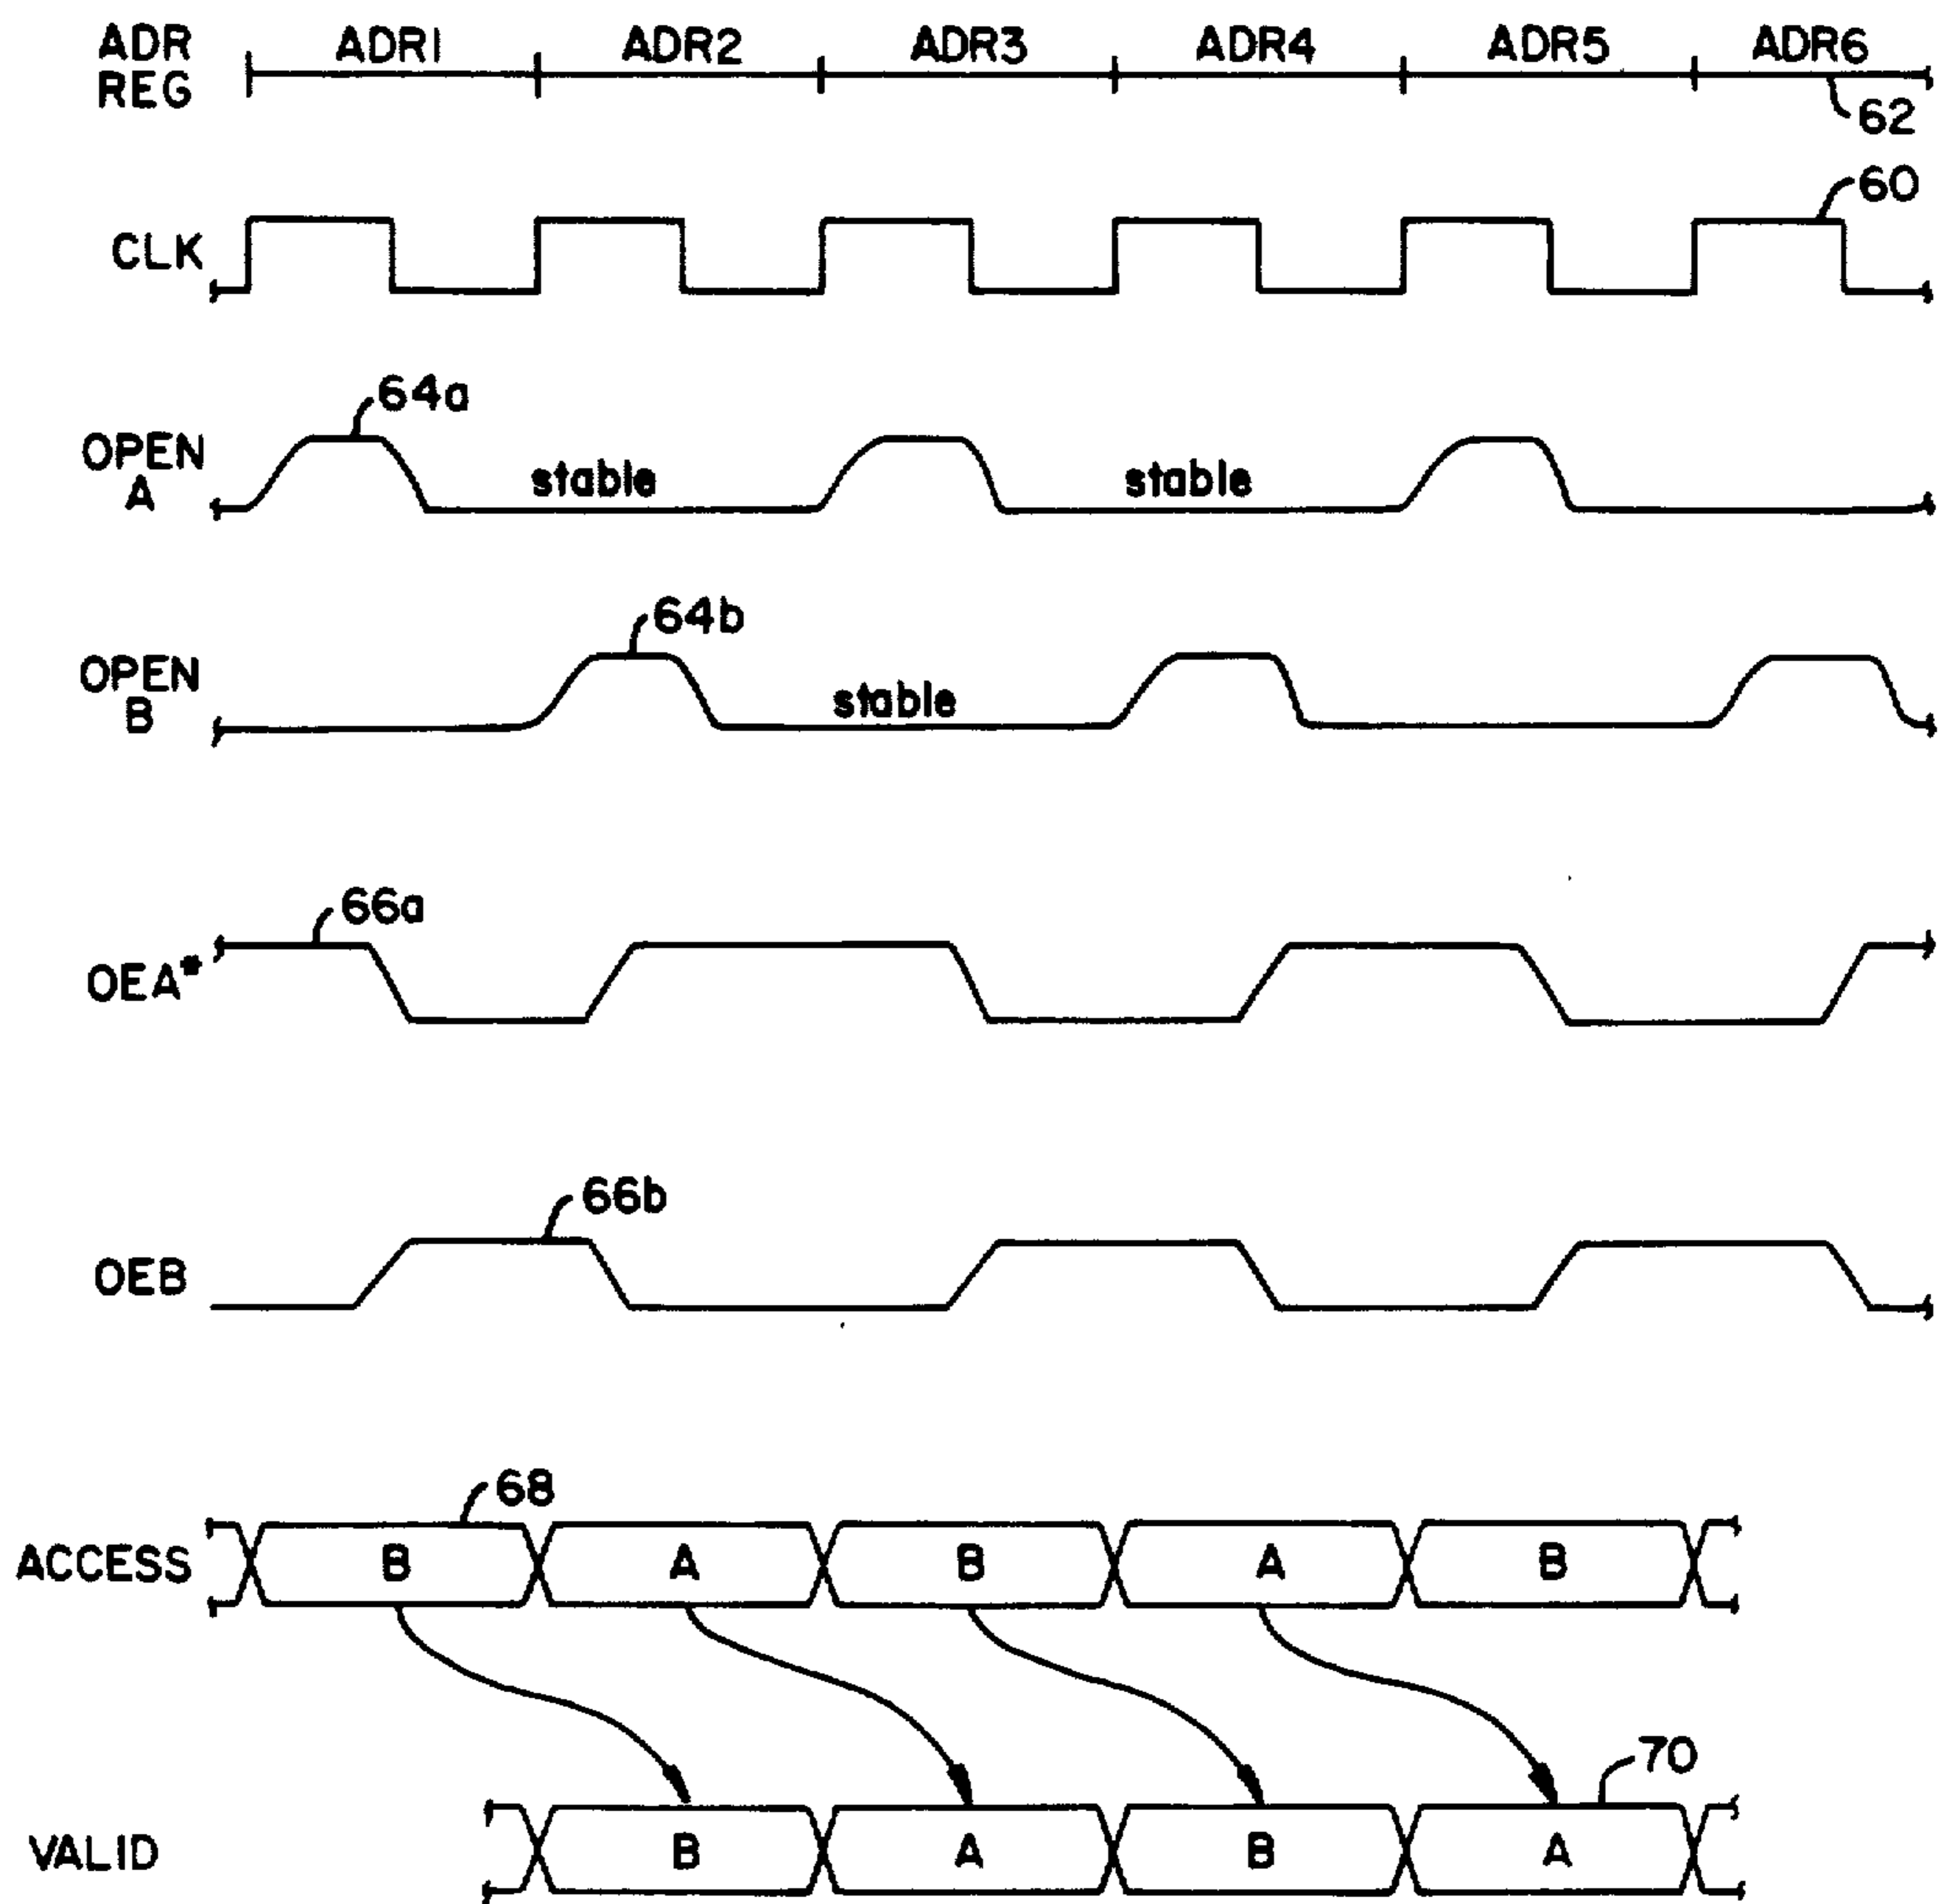 ADR REG ADR1 ADR2 ADR3 ADR4 ADR5 ADR6
62
60
CLK
64a
OPEN A stable stable
64b
OPEN B stable
66a
OEA*
66b
OEB
68
ACCESS B A B A B
70
VALID B A B A